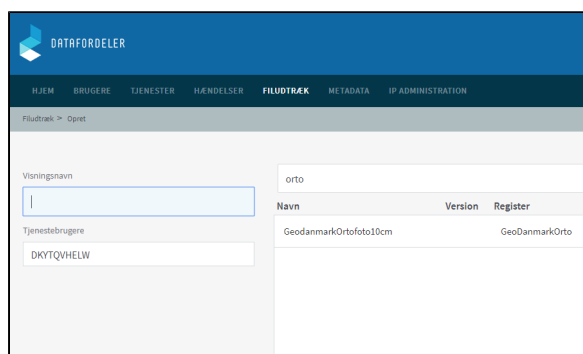 DATAFORDELER
HJEM BRUGERE TJENESTER HÆNDELSER FILUDTRÆK METADATA IP ADMINISTRATION
Filudtræk > Opret
Visningsnavn
orto
Navn Version Register
Tjenestebrugere
GeodanmarkOrtofoto10cm GeoDanmarkOrto
DKYTQVHELW